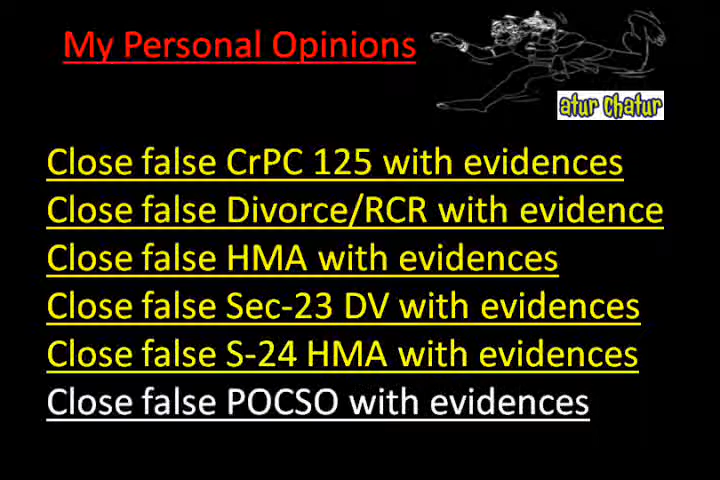 My Personal Opinions
atur Chatur
Close false CrPC 125 with evidences
Close false Divorce/RCR with evidence
Close false HMA with evidences
Close false Sec-23 DV with evidences
Close false S-24 HMA with evidences
Close false POCSO with evidences